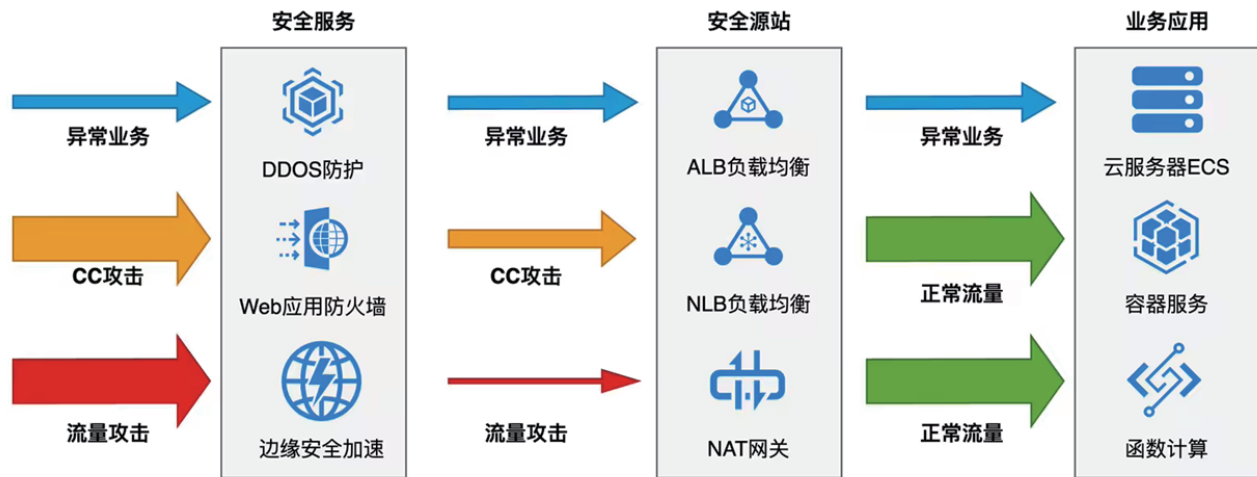 安全服务
安全源站
业务应用
异常业务
DDOS防护
异常业务
ALB负载均衡
异常业务
云服务器ECS
CC攻击
Web应用防火墙
CC攻击
NLB负载均衡
正常流量
容器服务
流量攻击
边缘安全加速
流量攻击
NAT网关
正常流量
函数计算